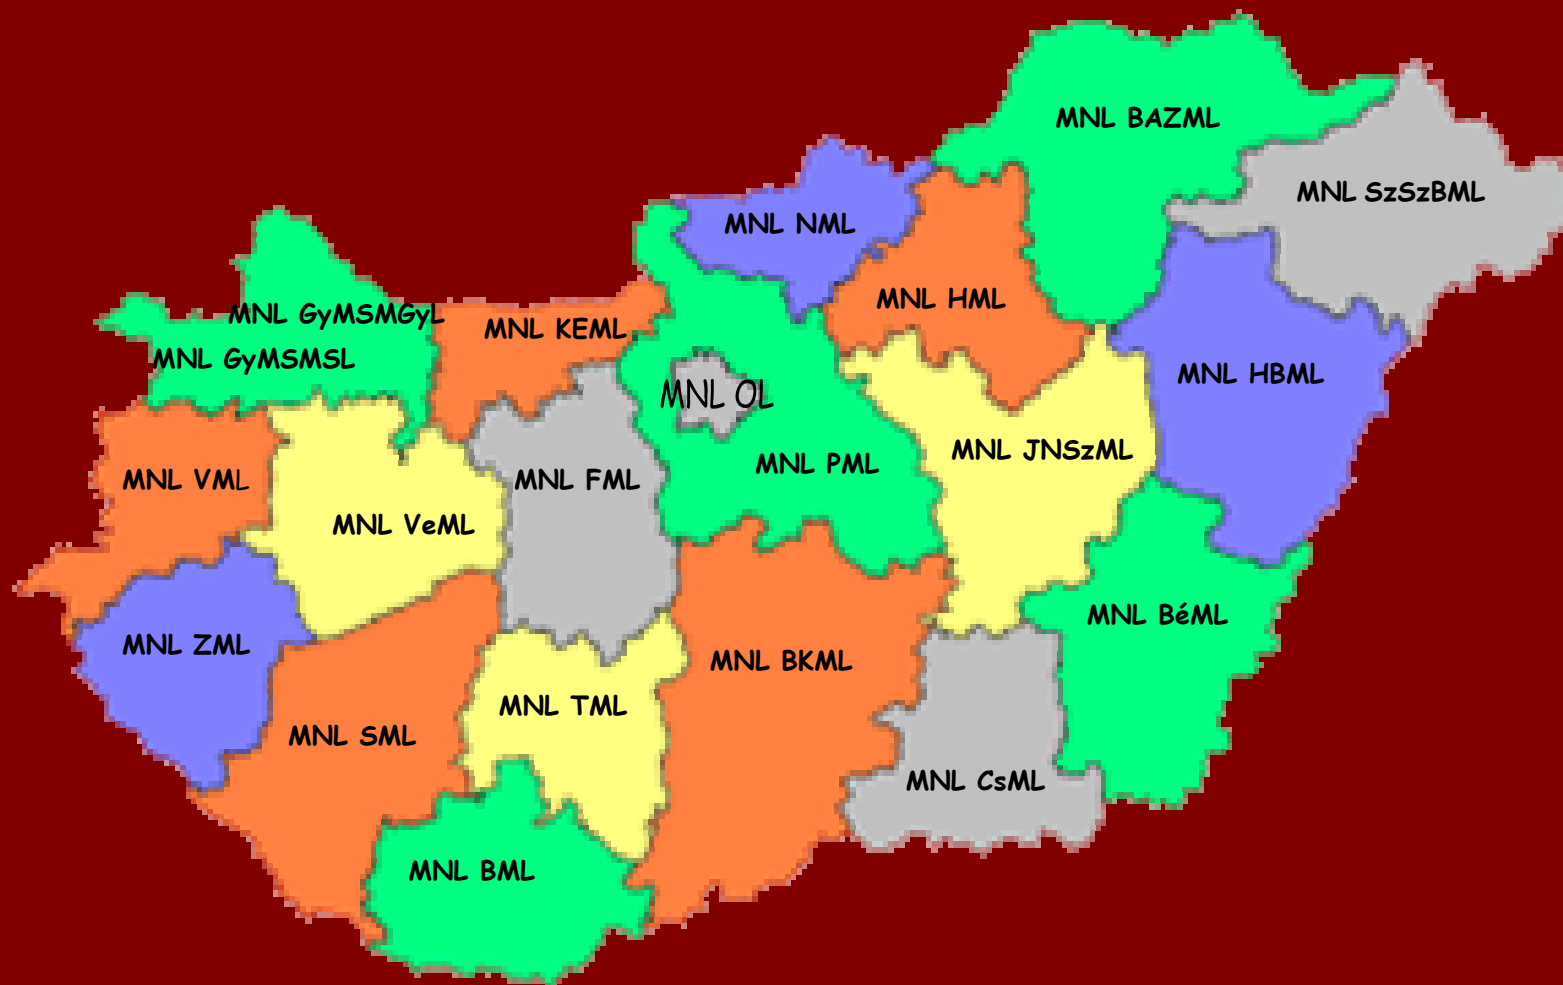 MNL BAZML
MNL SzSzBML
MNL NML
MNL HML
MNL GyMSMGyL
MNL KEML
MNL GyMSMSL
MNL HBML
MNL OL
MNL JNSzML
MNL PML
MNL VML
MNL FML
MNL VeML
MNL BéML
MNL ZML
MNL BKML
MNL TML
MNL SML
MNL CsML
MNL BML